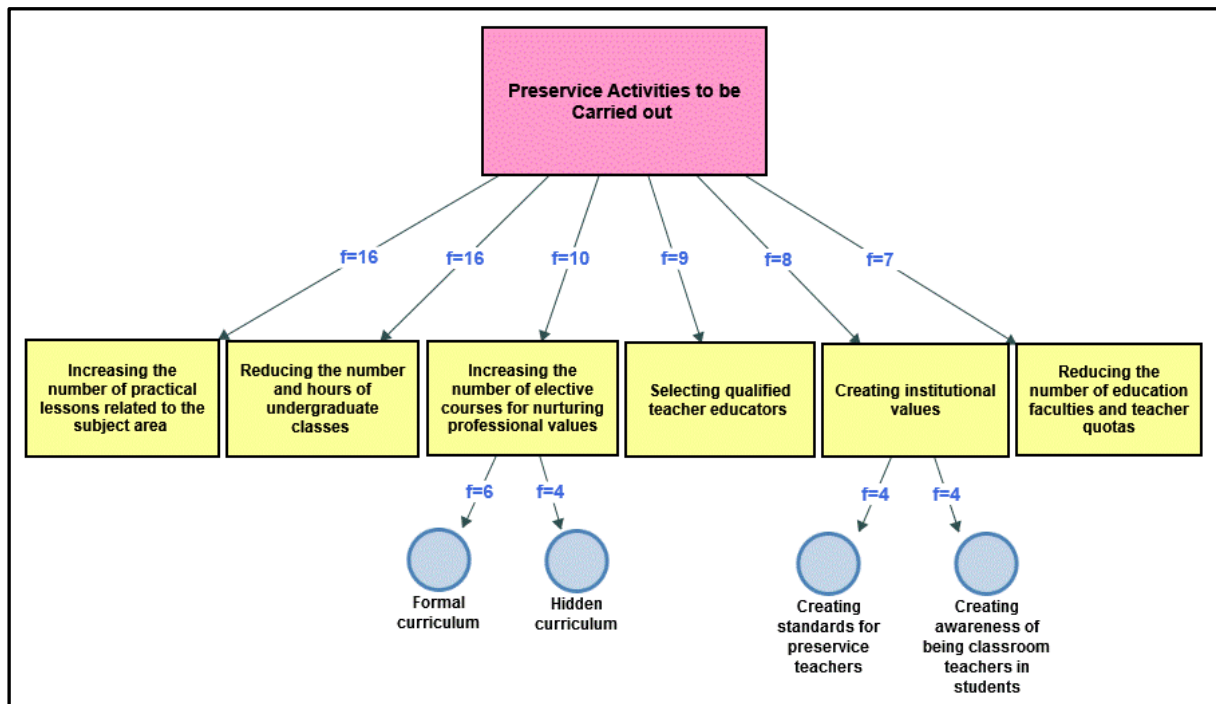 Preservice Activities to be
Carried out
f=16
f=16
f=10
f=9
f=8
f=7
Increasing the
number of practical
lessons related to the
subject area
Reducing the number
and hours of
undergraduate
classes
Increasing the
number of elective
courses for nurturing
professional values
Selecting qualified
teacher educators
Creating institutional
values
Reducing the
number of education
faculties and teacher
quotas
f=6
f=4
f=4
f=4
Formal
curriculum
Hidden
curriculum
Creating
standards for
preservice
teachers
Creating
awareness of
being classroom
teachers in
students